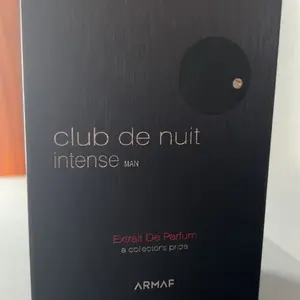 club de nuit
intense MAN
Extrait De Parfum
a collectors pride
ARMAF